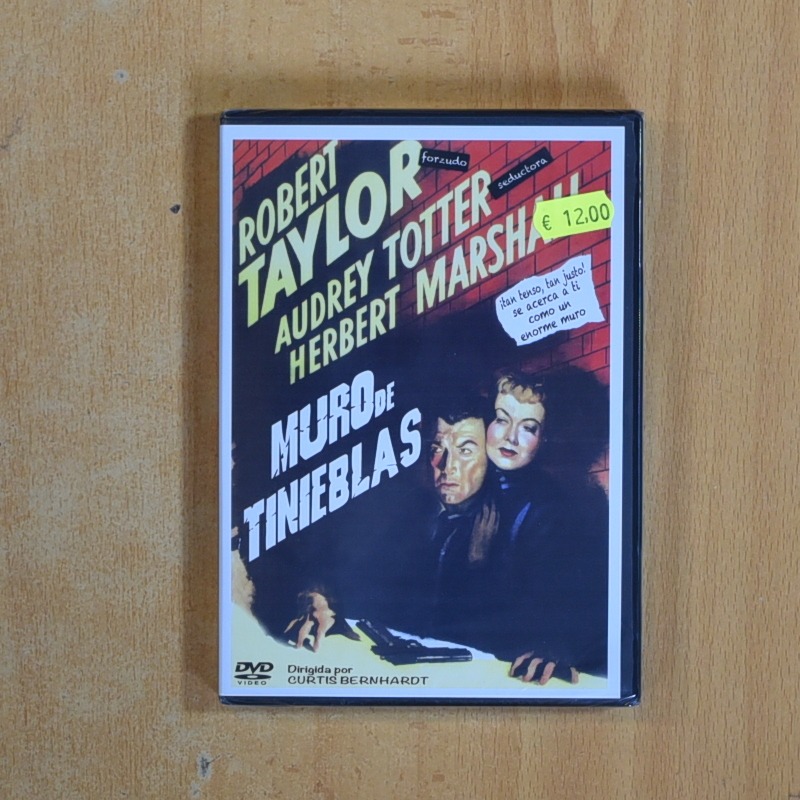 ROBERT
TAYLOR
forzudo
AUDREY TOTTER
seductora
HERBERT
€ 12,00
¡tan tenso, tan justo!
se acerca a ti
como un
enorme muro
MURO DE
TINIEBLAS
DVD
VIDEO
Dirigida por
CURTIS BERNHARDT